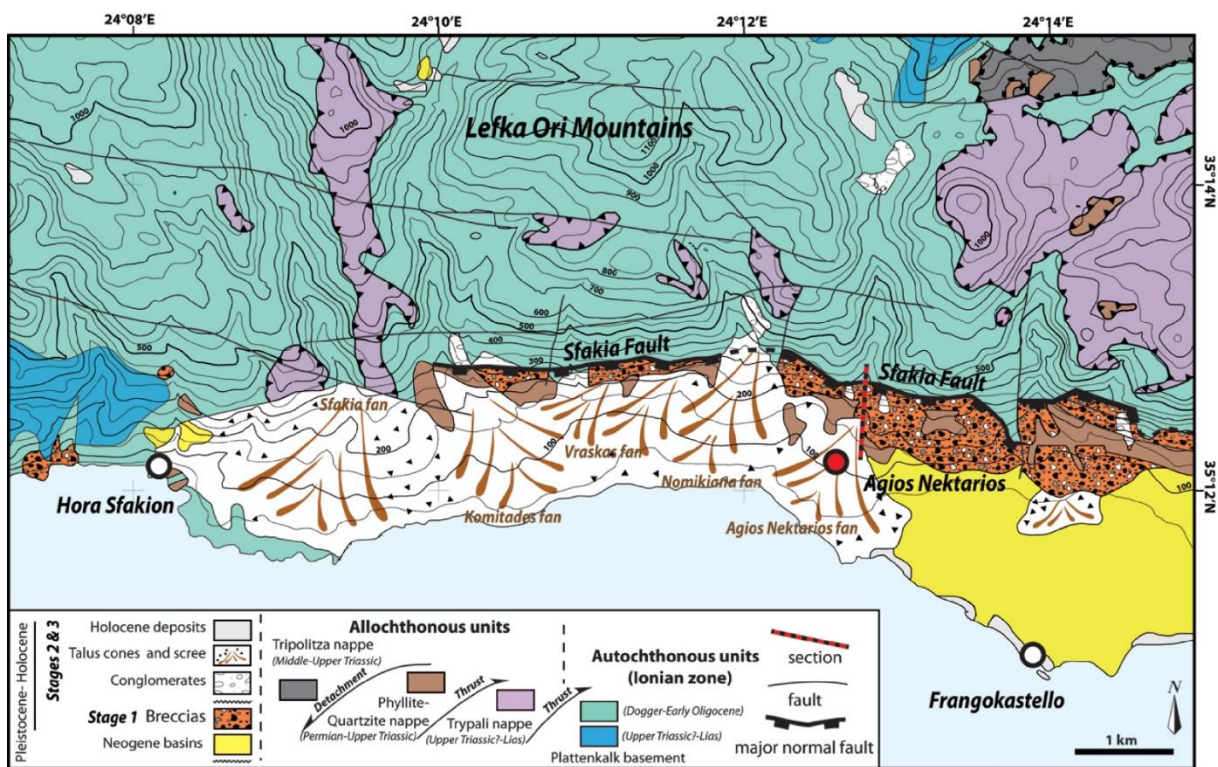 24°08′E 24°10′E 24°12′E 24°14′E
Lefka Ori Mountains
1000
1000
1100
1000
900
1000
35°14′N
800
700
600
500
500
400
300
500
Sfakia Fault
Sfakia Fault
Sfakia fan
200
200
100
100
100
Vraskas fan
Nomikiana fan
Komitades fan
Agios Nektarios fan
Hora Sfakion
Agios Nektarios
35°12′N
Frangokastello
Pleistocene- Holocene
Stages 2 & 3
Holocene deposits
Talus cones and scree
Conglomerates
Stage 1 Breccias
Neogene basins
Allochthonous units
Tripolitza nappe
(Middle-Upper Triassic)
Detachment
Phyllite-
Quartzite nappe
(Permian-Upper Triassic)
Thrust
Trypali nappe
(Upper Triassic?-Lias)
Thrust
Autochthonous units
(Ionian zone)
(Dogger-Early Oligocene)
(Upper Triassic?-Lias)
Plattenkalk basement
section
fault
major normal fault
N
1 km